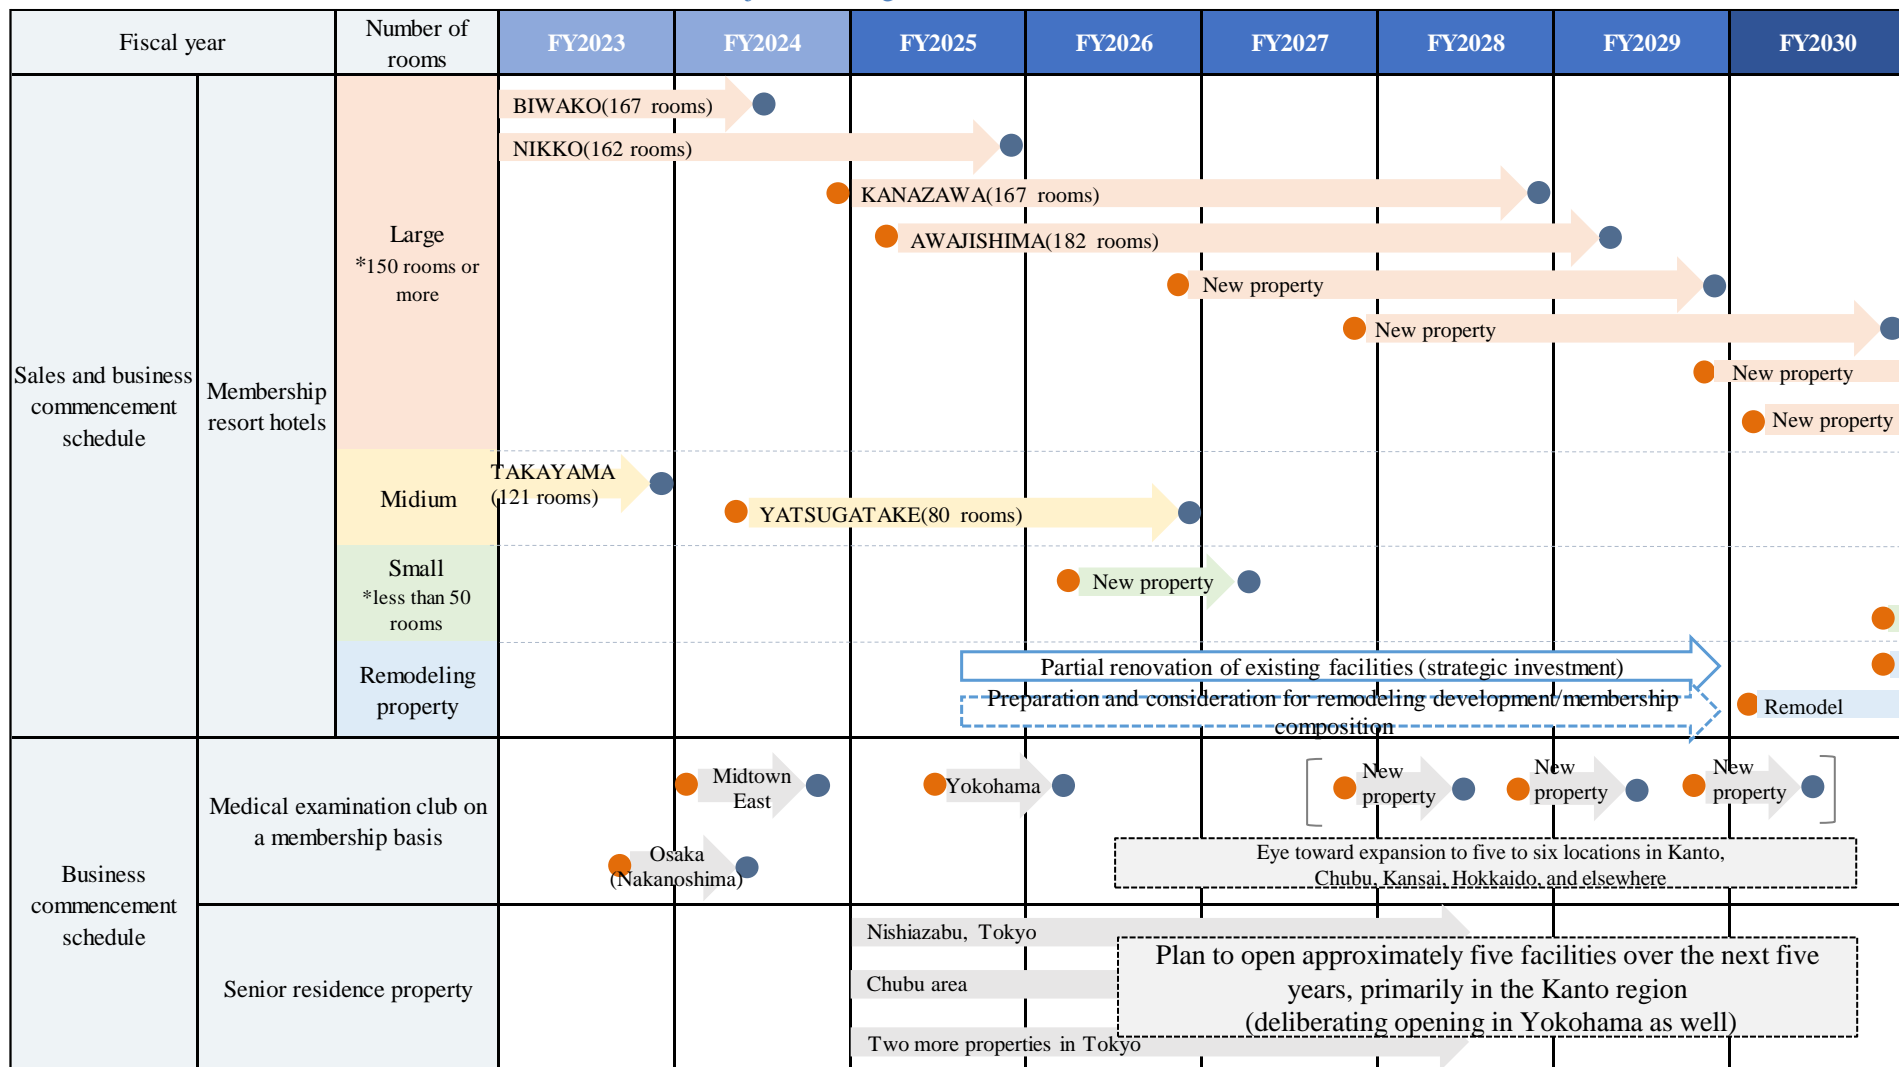 Fiscal year
Number of
rooms
FY2023
FY2024
FY2025
FY2026
FY2027
FY2028
FY2029
FY2030
Sales and business
commencement
schedule
Membership
resort hotels
Large
*150 rooms or
more
BIWAKO(167 rooms)
NIKKO(162 rooms)
KANAZAWA(167 rooms)
AWAJISHIMA(182 rooms)
New property
New property
New property
New property
Midium
TAKAYAMA
(121 rooms)
YATSUGATAKE(80 rooms)
Small
*less than 50
rooms
New property
Remodeling
property
Partial renovation of existing facilities (strategic investment)
Preparation and consideration for remodeling development/membership
composition
Remodel
Business
commencement
schedule
Medical examination club on
a membership basis
Midtown
East
Osaka
(Nakanoshima)
Yokohama
New
property
New
property
New
property
Eye toward expansion to five to six locations in Kanto,
Chubu, Kansai, Hokkaido, and elsewhere
Senior residence property
Nishiazabu, Tokyo
Chubu area
Two more properties in Tokyo
Plan to open approximately five facilities over the next five
years, primarily in the Kanto region
(deliberating opening in Yokohama as well)